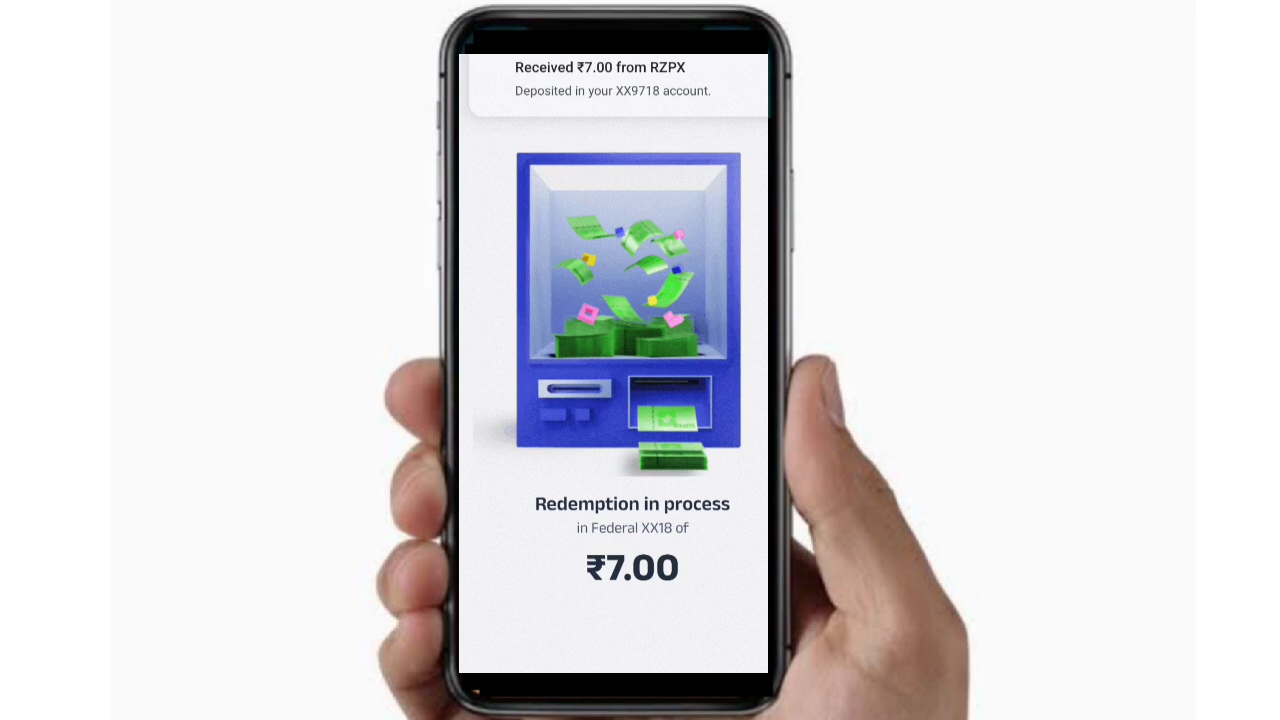 Received ₹7.00 from RZPX
Deposited in your XX9718 account.
Redemption in process
in Federal XX18 of
₹7.00